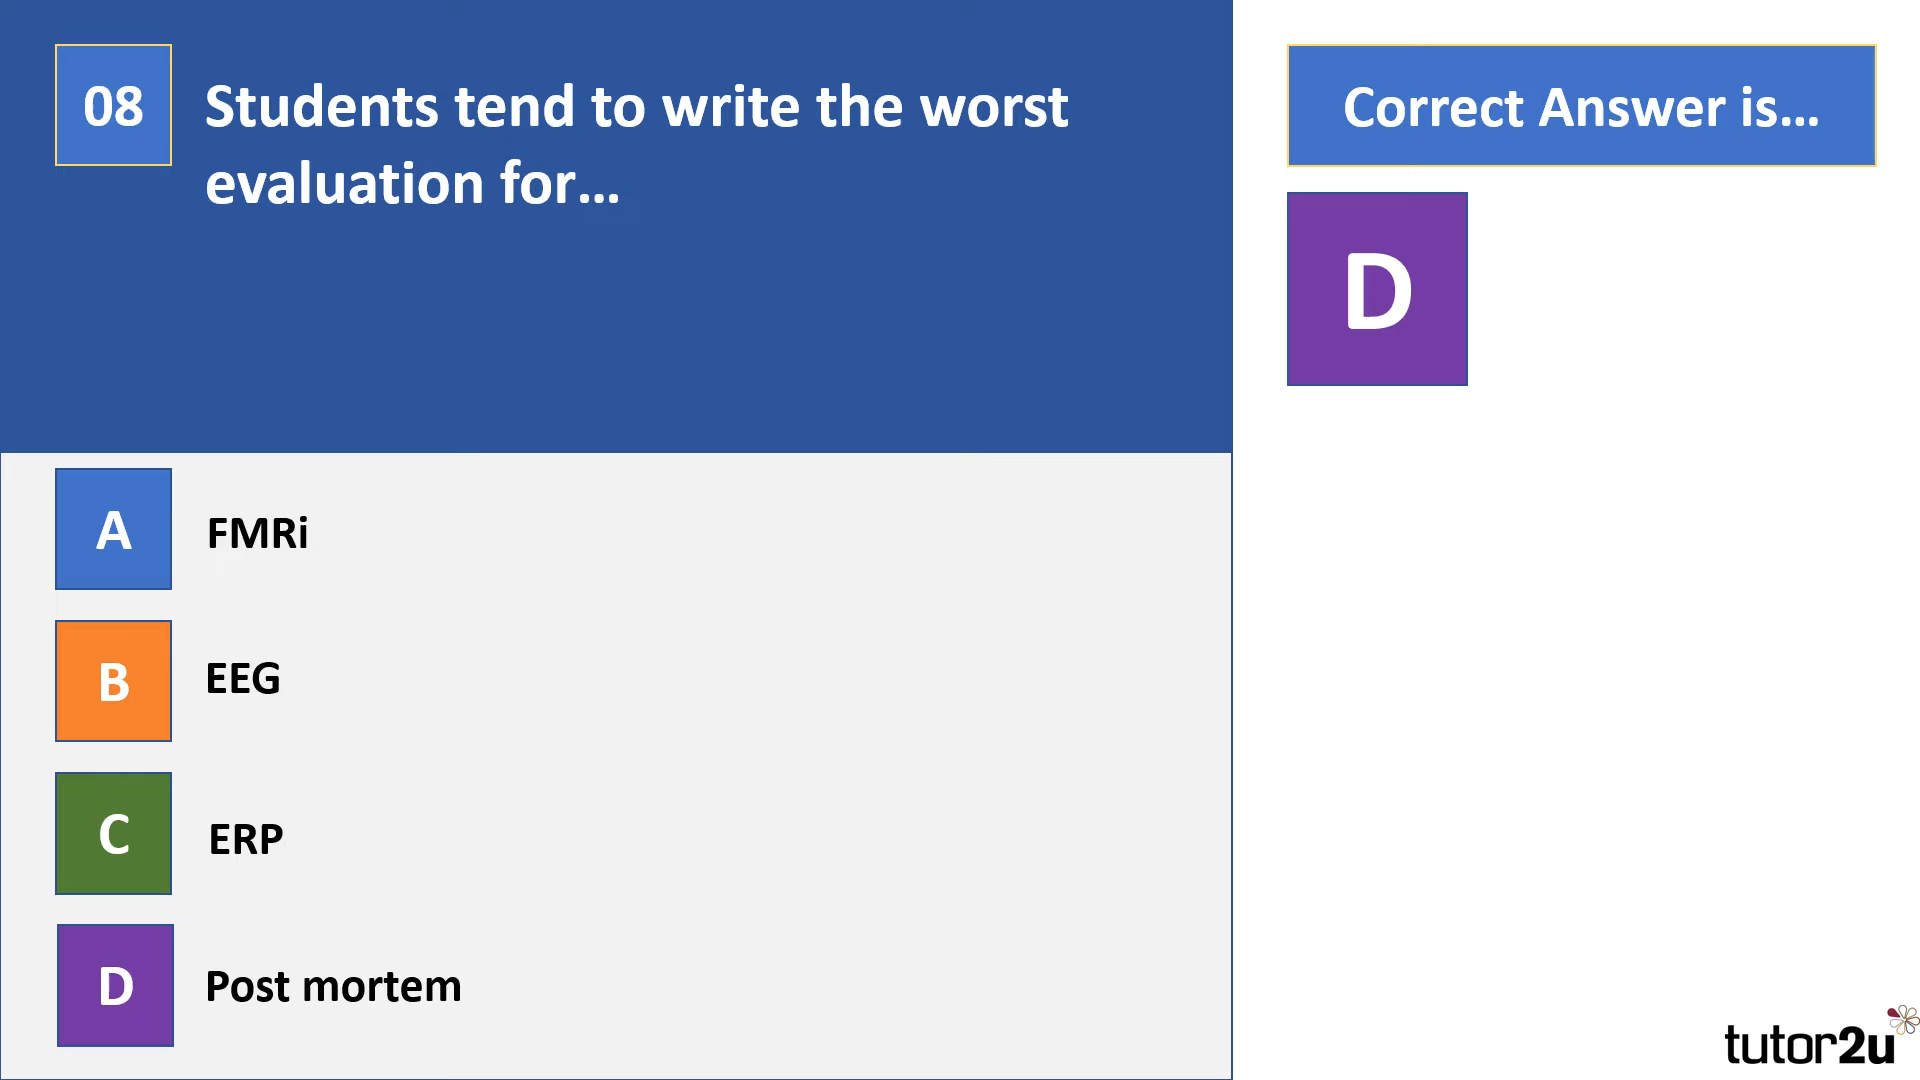 08
Students tend to write the worst
evaluation for...
A
FMRi
B
EEG
C
ERP
D
Post mortem
Correct Answer is...
D
tutor2u